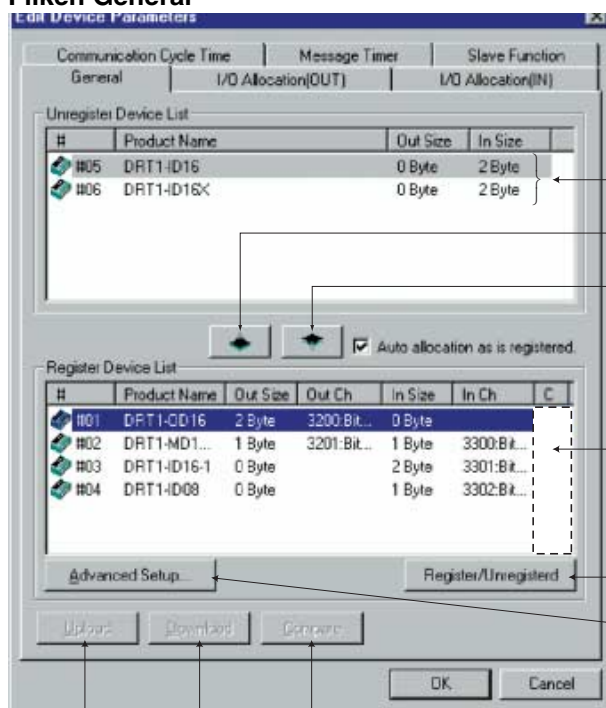 Fliken General
Edit Device Parameters
Communication Cycle Time Message Timer Slave Function
General I/O Allocation(OUT) I/O Allocation(IN)
Unregister Device List
# Product Name Out Size In Size
#05 DRT1-ID16 0 Byte 2 Byte
#06 DRT1-ID16X 0 Byte 2 Byte
Auto allocation as is registered.
Register Device List
# Product Name Out Size Out Ch In Size In Ch C
#01 DRT1-OD16 2 Byte 3200:Bit... 0 Byte
#02 DRT1-MD1... 1 Byte 3201:Bit... 1 Byte 3300:Bit...
#03 DRT1-ID16-1 0 Byte 2 Byte 3301:Bit...
#04 DRT1-ID08 0 Byte 1 Byte 3302:Bit...
Advanced Setup... Register/Unregisterd
Upload Download Compare
OK Cancel